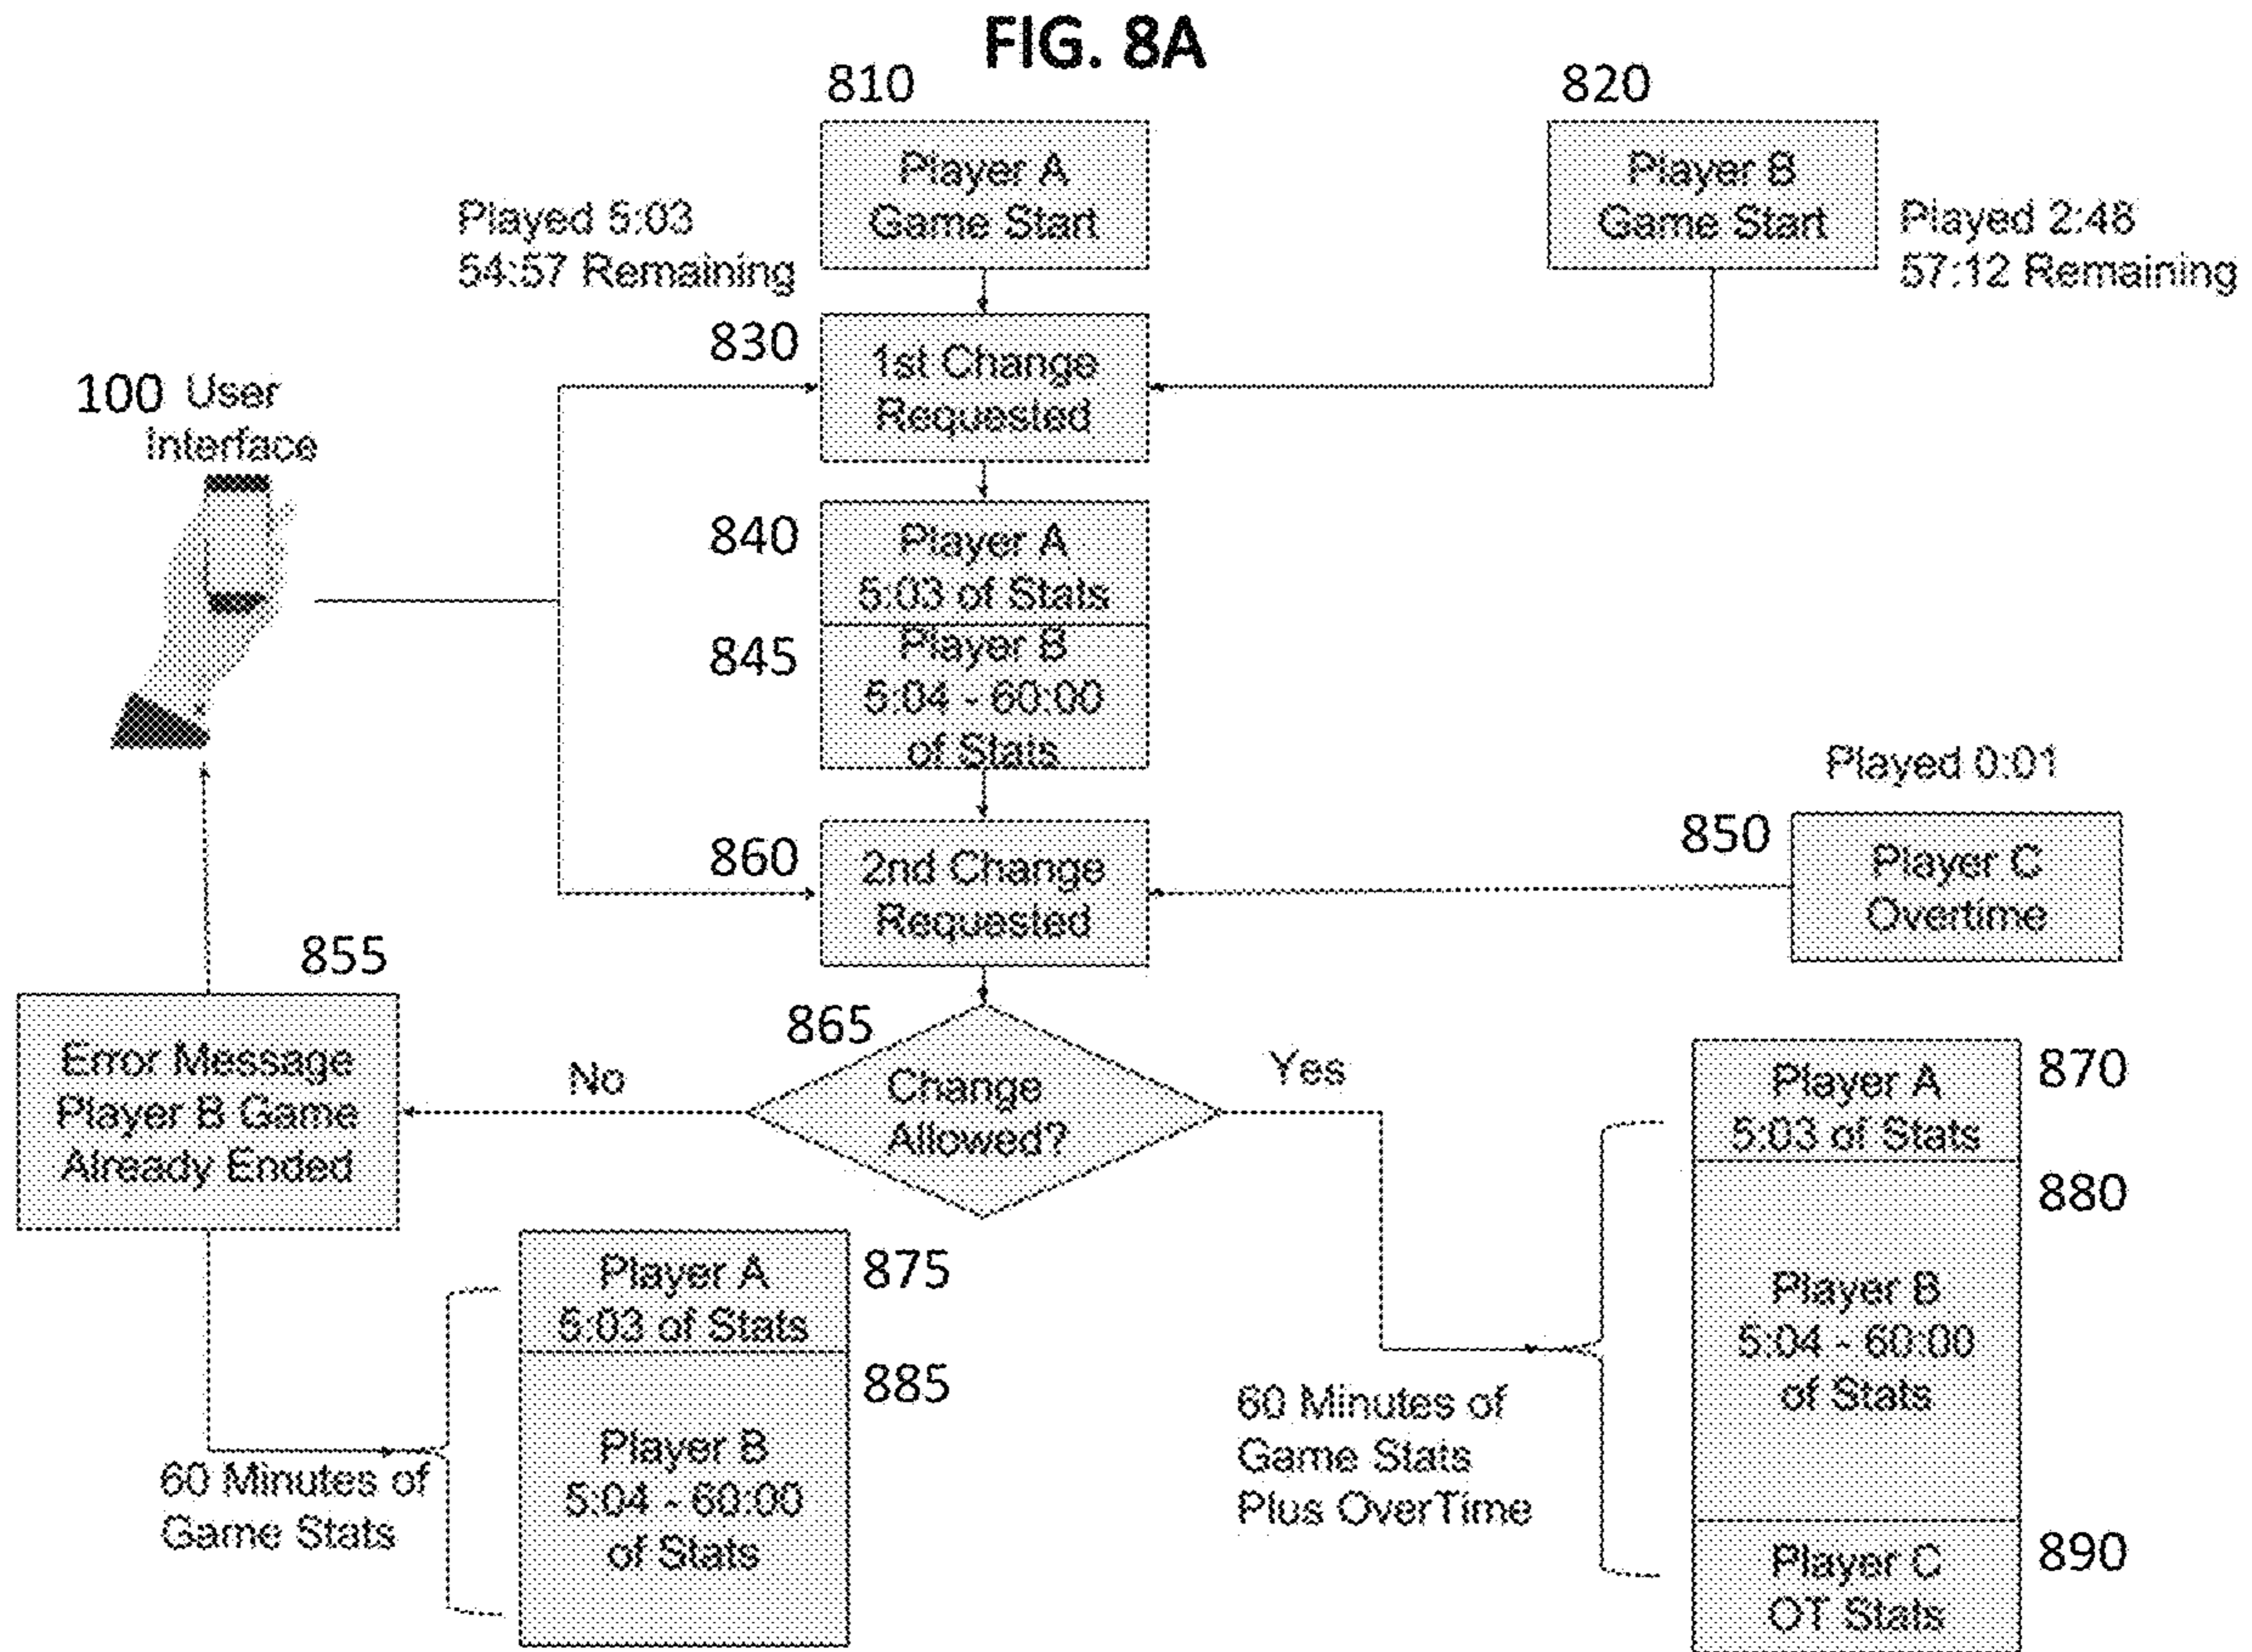 FIG. 8A
810
Player A
Game Start
820
Player B
Game Start
Played 5:03
54:57 Remaining
Played 2:48
57:12 Remaining
830
1st Change
Requested
100 User
Interface
840
Player A
5:03 of Stats
845
Player B
5:04 - 60:00
of Stats
Played 0:01
850
Player C
Overtime
860
2nd Change
Requested
855
Error Message
Player B Game
Already Ended
865
Change
Allowed?
No
Yes
870
Player A
5:03 of Stats
880
Player B
5:04 - 60:00
of Stats
890
Player C
OT Stats
875
Player A
5:03 of Stats
885
Player B
5:04 - 60:00
of Stats
60 Minutes of
Game Stats
60 Minutes of
Game Stats
Plus OverTime